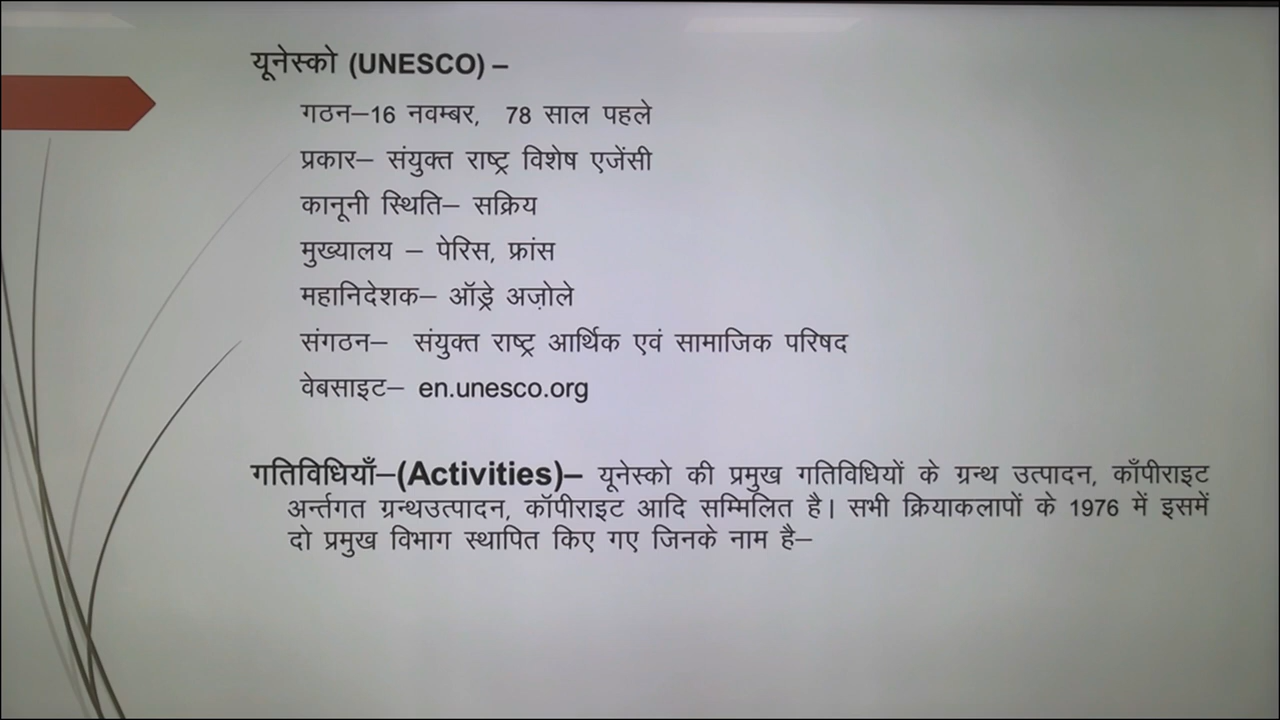 यूनेस्को (UNESCO) –
गठन–16 नवम्बर, 78 साल पहले
प्रकार– संयुक्त राष्ट्र विशेष एजेंसी
कानूनी स्थिति– सक्रिय
मुख्यालय – पेरिस, फ्रांस
महानिदेशक– ऑड्रे अज़ोले
संगठन– संयुक्त राष्ट्र आर्थिक एवं सामाजिक परिषद
वेबसाइट– en.unesco.org
गतिविधियाँ–(Activities)– यूनेस्को की प्रमुख गतिविधियों के ग्रन्थ उत्पादन, काँपीराइट
अर्न्तगत ग्रन्थउत्पादन, कॉपीराइट आदि सम्मिलित है। सभी क्रियाकलापों के 1976 में इसमें
दो प्रमुख विभाग स्थापित किए गए जिनके नाम है–